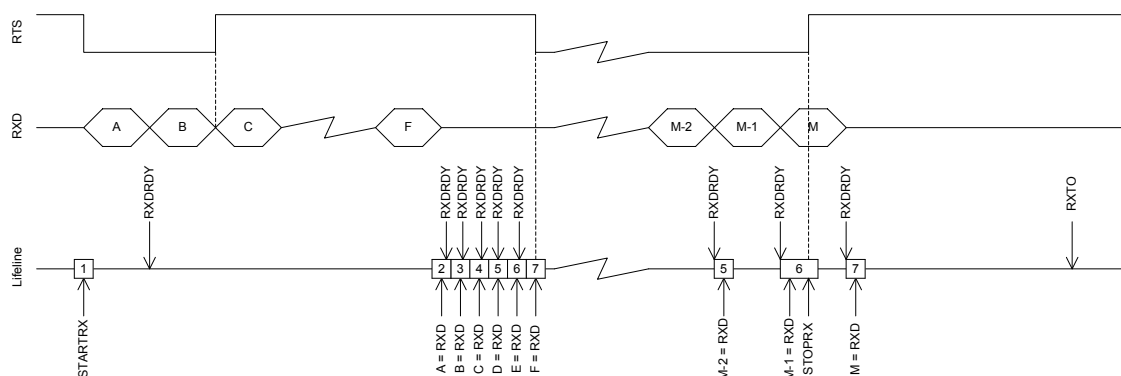 RTS
RXD
A
B
C
F
M-2
M-1
M
RXDRDY
RXDRDY
RXDRDY
RXDRDY
RXDRDY
RXDRDY
RXDRDY
RXDRDY
RXDRDY
RXTO
Lifeline
1
2
3
4
5
6
7
5
6
7
STARTRX
A = RXD
B = RXD
C = RXD
D = RXD
E = RXD
F = RXD
M-2 = RXD
M-1 = RXD
STOPRX
M = RXD